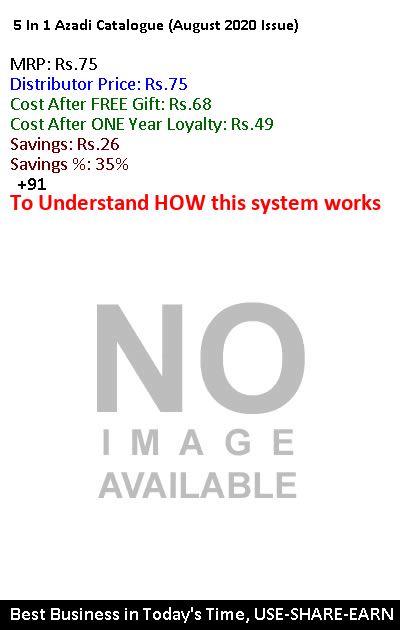 5 In 1 Azadi Catalogue (August 2020 Issue)
MRP: Rs.75
Distributor Price: Rs.75
Cost After FREE Gift: Rs.68
Cost After ONE Year Loyalty: Rs.49
Savings: Rs.26
Savings %: 35%
+91
To Understand HOW this system works
NO
IMAGE
AVAILABLE
Best Business in Today's Time, USE-SHARE-EARN